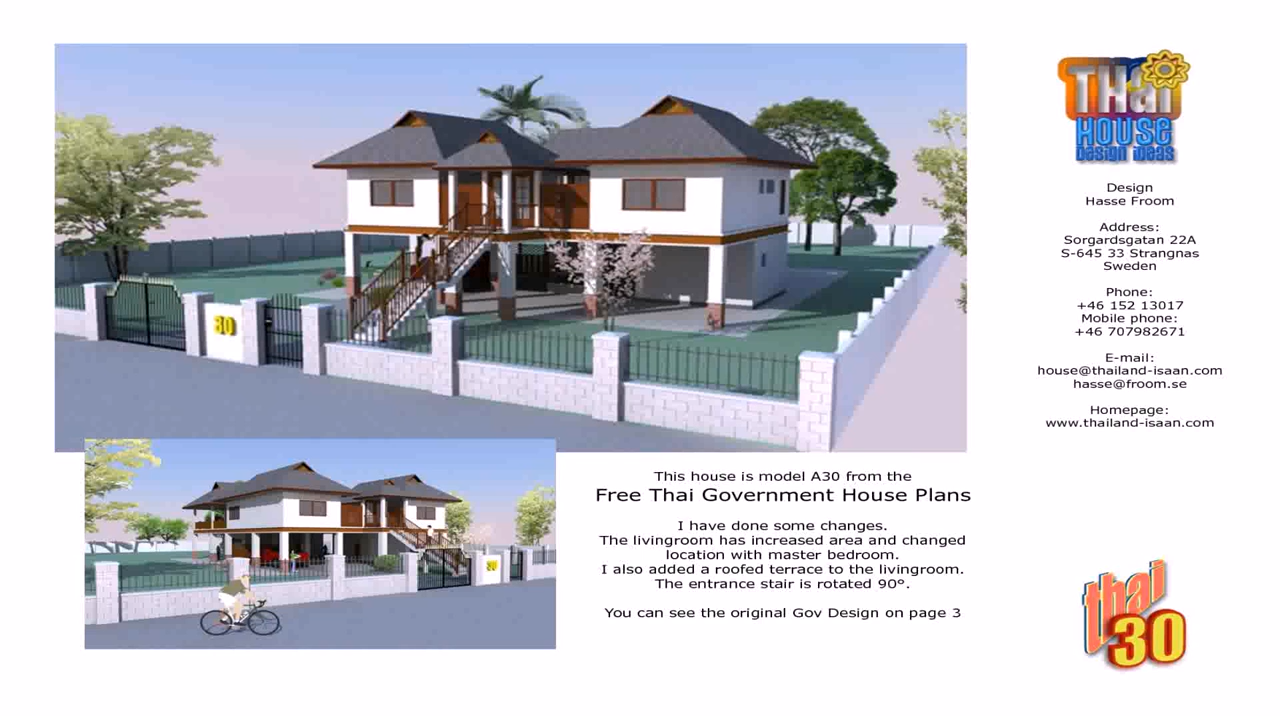 THai
HOUSE
Design ideas
Design
Hasse Froom
Address:
Sorgardsgatan 22A
S-645 33 Strangnas
Sweden
Phone:
+46 152 13017
Mobile phone:
+46 707982671
E-mail:
house@thailand-isaan.com
hasse@froom.se
Homepage:
www.thailand-isaan.com
30
30
This house is model A30 from the
Free Thai Government House Plans
I have done some changes.
The livingroom has increased area and changed
location with master bedroom.
I also added a roofed terrace to the livingroom.
The entrance stair is rotated 90º.
You can see the original Gov Design on page 3
thai
30